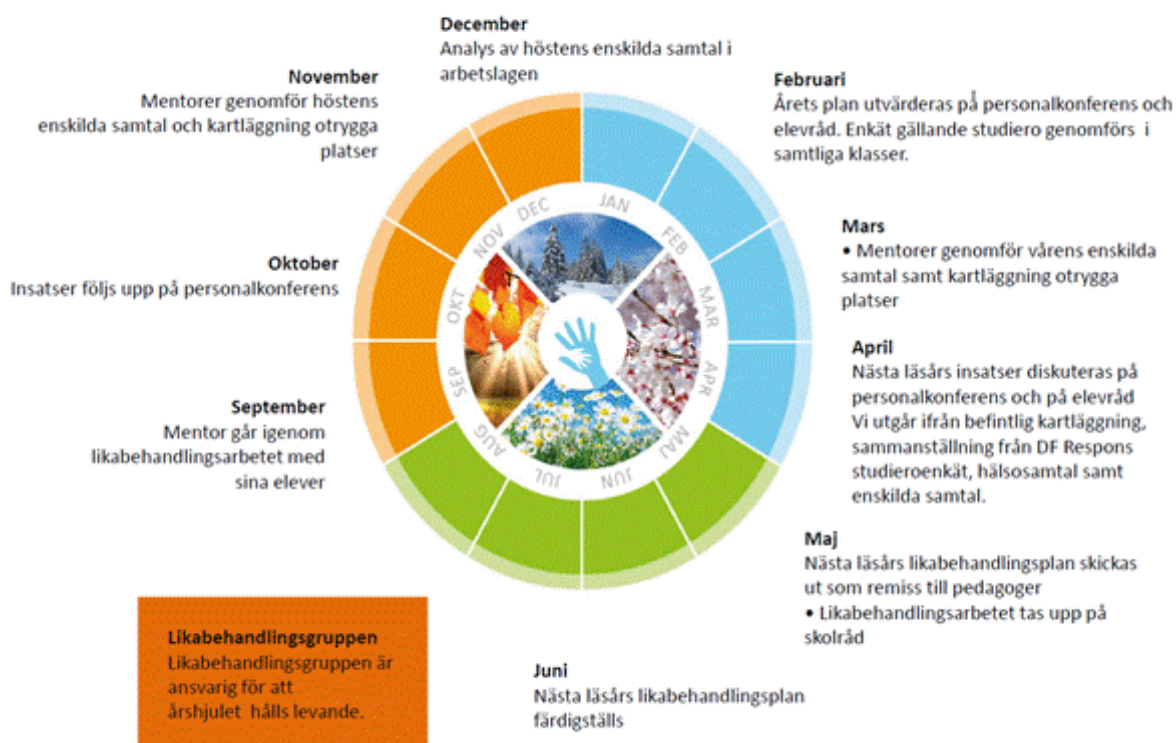 December
Analys av höstens enskilda samtal i
arbetslagen
Februari
Årets plan utvärderas på personalkonferens och
elevråd. Enkät gällande studiero genomförs i
samtliga klasser.
Mars
• Mentorer genomför vårens enskilda
samtal samt kartläggning otrygga
platser
April
Nästa läsårs insatser diskuteras på
personalkonferens och på elevråd
Vi utgår ifrån befintlig kartläggning,
sammanställning från DF Respons
studieroenkät, hälsosamtal samt
enskilda samtal.
Maj
Nästa läsårs likabehandlingsplan skickas
ut som remiss till pedagoger
• Likabehandlingsarbetet tas upp på
skolråd
Juni
Nästa läsårs likabehandlingsplan
färdigställs
September
Mentor går igenom
likabehandlingsarbetet med
sina elever
Oktober
Insatser följs upp på personalkonferens
November
Mentorer genomför höstens
enskilda samtal och kartläggning otrygga
platser
JAN
FEB
MAR
APR
MAJ
JUN
JUL
AUG
SEP
OKT
NOV
DEC
Likabehandlingsgruppen
Likabehandlingsgruppen är
ansvarig för att
årshjulet hålls levande.